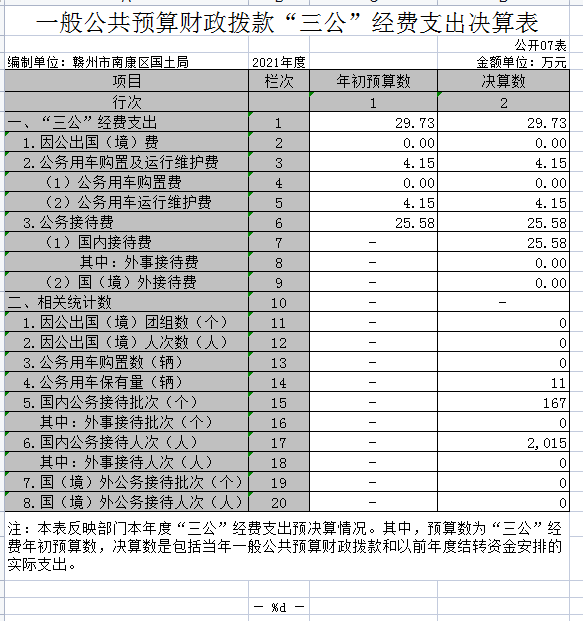 一般公共预算财政拨款“三公”经费支出决算表
公开07表
编制单位：赣州市南康区国土局 2021年度 金额单位：万元
项目 栏次 年初预算数 决算数
行次 1 2
一、“三公”经费支出 1 29.73 29.73
1.因公出国（境）费 2 0.00 0.00
2.公务用车购置及运行维护费 3 4.15 4.15
（1）公务用车购置费 4 0.00 0.00
（2）公务用车运行维护费 5 4.15 4.15
3.公务接待费 6 25.58 25.58
（1）国内接待费 7 － 25.58
其中：外事接待费 8 － 0.00
（2）国（境）外接待费 9 － 0.00
二、相关统计数 10 － －
1.因公出国（境）团组数（个） 11 － 0
2.因公出国（境）人次数（人） 12 － 0
3.公务用车购置数（辆） 13 － 0
4.公务用车保有量（辆） 14 － 11
5.国内公务接待批次（个） 15 － 167
其中：外事接待批次（个） 16 － 0
6.国内公务接待人次（人） 17 － 2,015
其中：外事接待人次（人） 18 － 0
7.国（境）外公务接待批次（个） 19 － 0
8.国（境）外公务接待人次（人） 20 － 0
注：本表反映部门本年度“三公”经费支出预决算情况。其中，预算数为“三公”经
费年初预算数，决算数是包括当年一般公共预算财政拨款和以前年度结转资金安排的
实际支出。
－ %d －